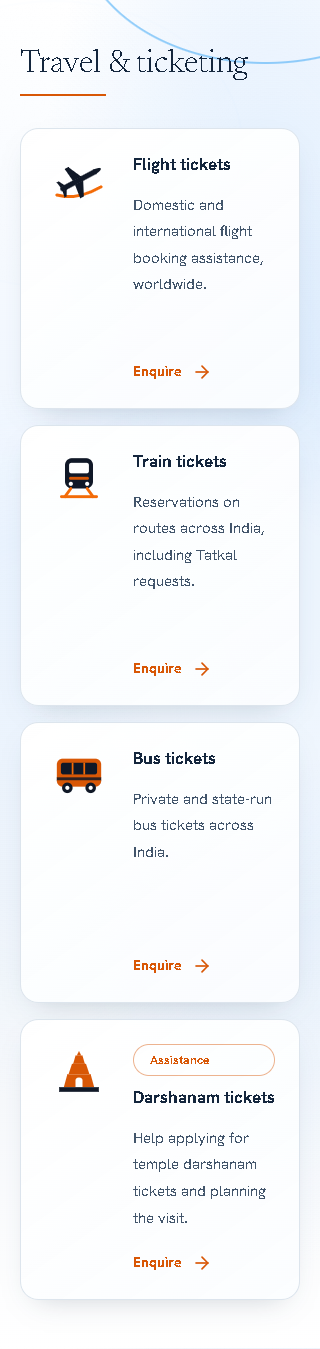 Travel & ticketing
Flight tickets
Domestic and
international flight
booking assistance,
worldwide.
Enquire
Train tickets
Reservations on
routes across India,
including Tatkal
requests.
Enquire
Bus tickets
Private and state-run
bus tickets across
India.
Enquire
Assistance
Darshanam tickets
Help applying for
temple darshanam
tickets and planning
the visit.
Enquire